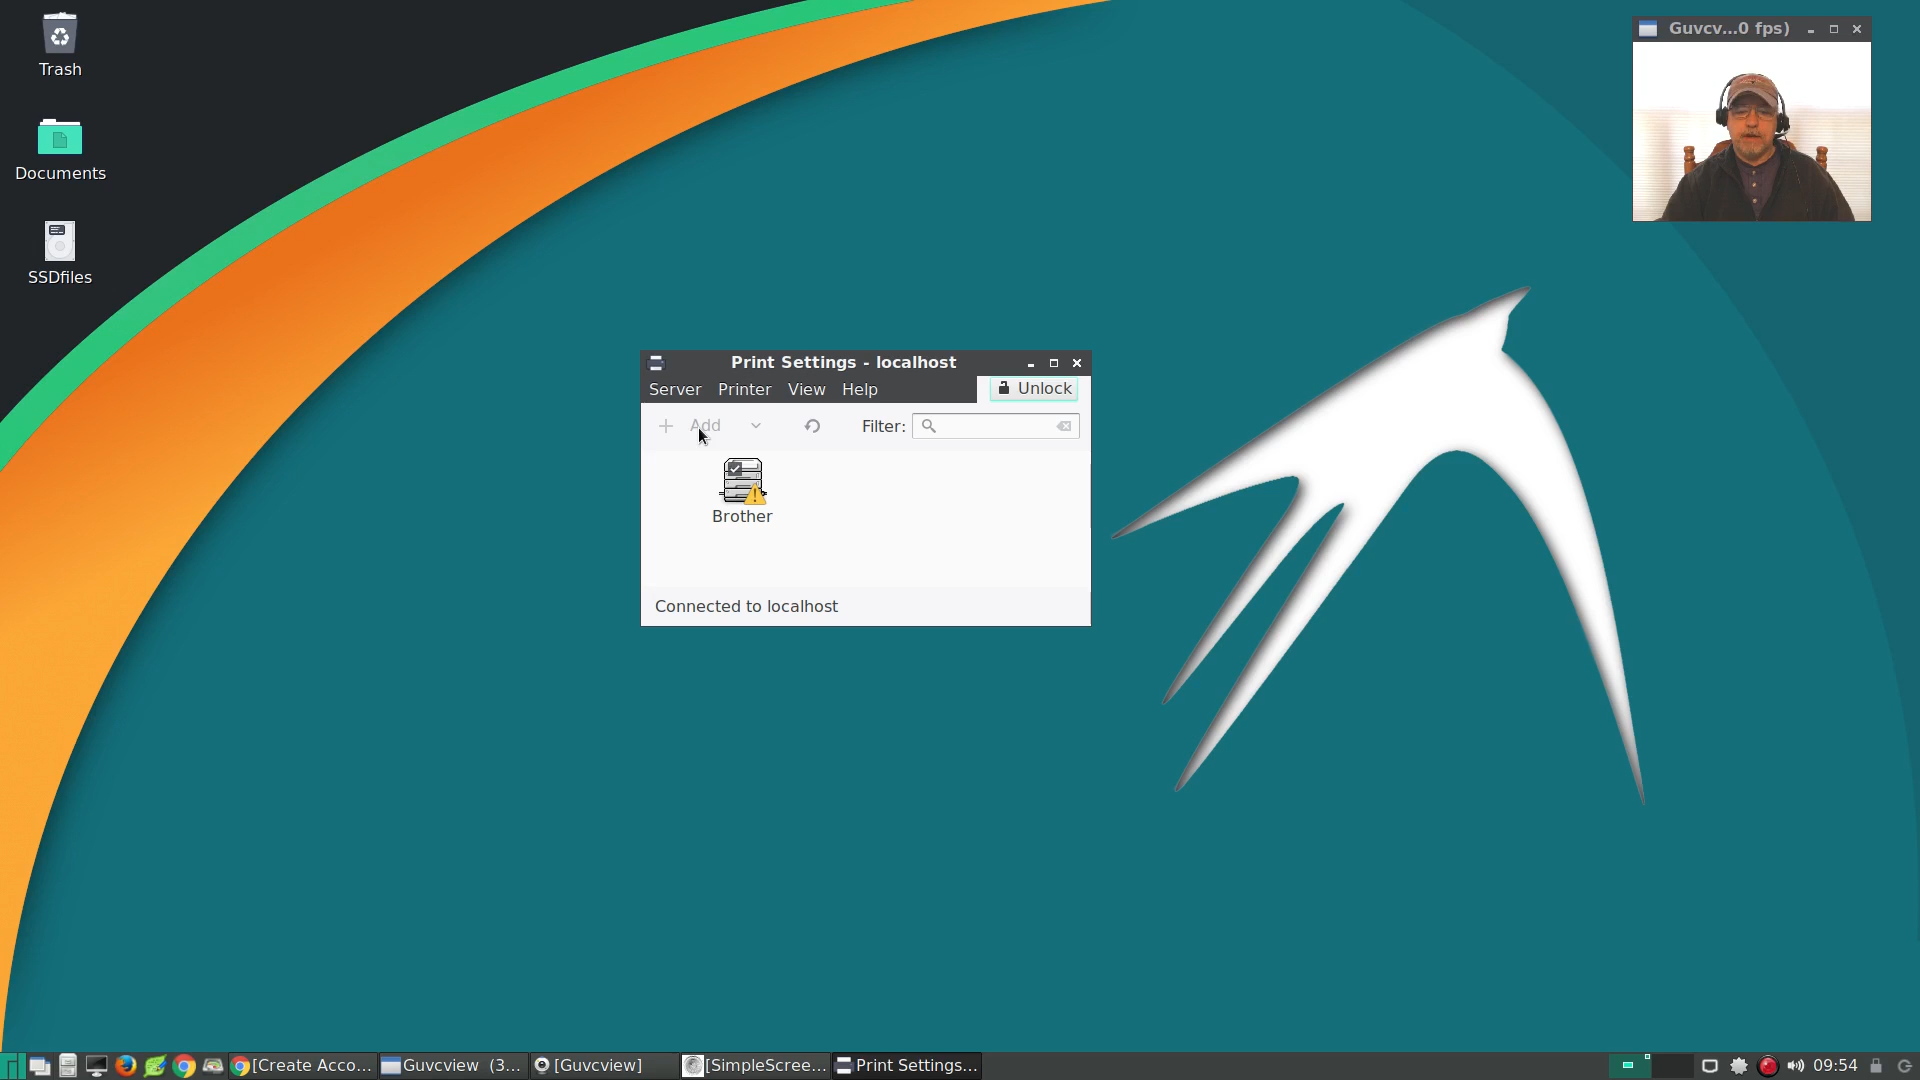 Trash
Documents
SSDfiles
Guvcv...0 fps)
Print Settings - localhost
Server Printer View Help Unlock
Add Filter:
Brother
Connected to localhost
[Create Acco... Guvcview (3... [Guvcview] [SimpleScree... Print Settings... 09:54